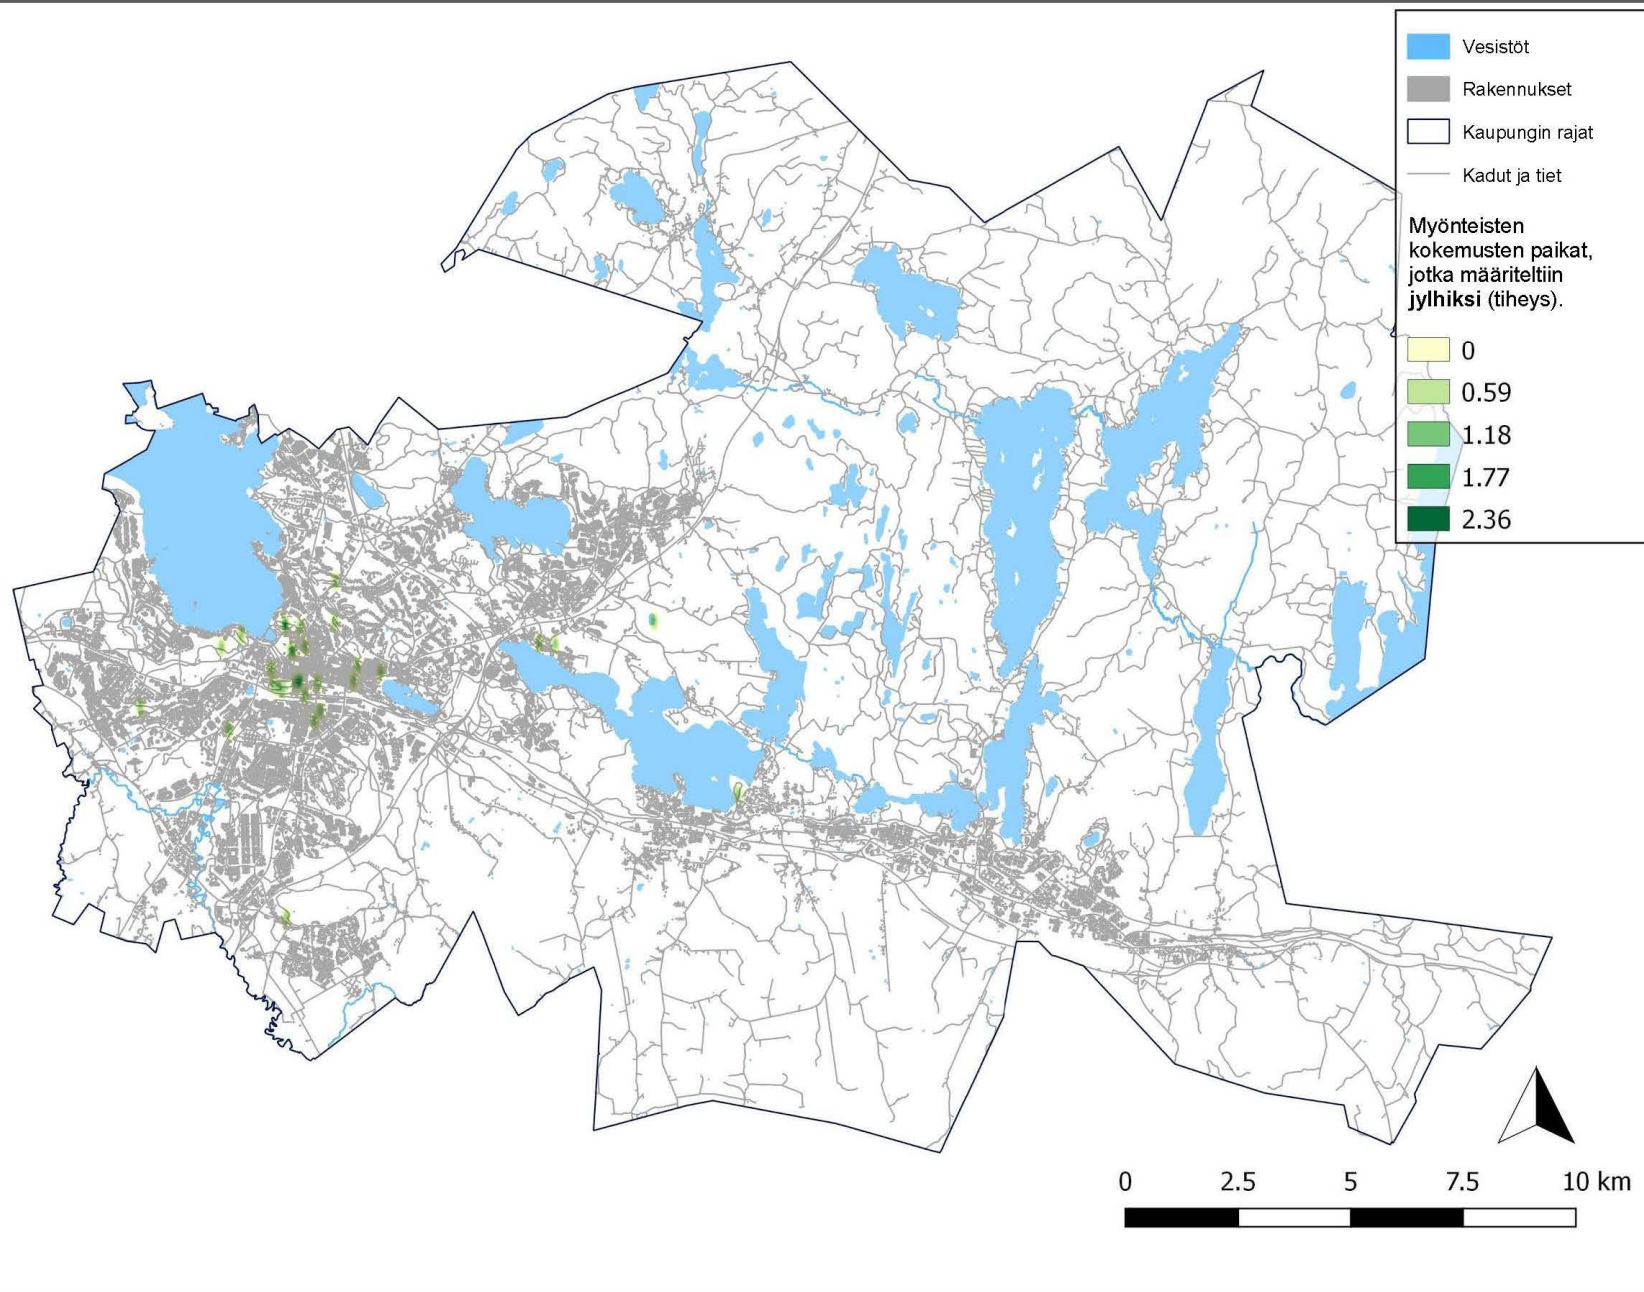 Vesistöt
Rakennukset
Kaupungin rajat
Kadut ja tiet
Myönteisten
kokemusten paikat,
jotka määriteltiin
jylhiksi (tiheys).
0
0.59
1.18
1.77
2.36
0 2.5 5 7.5 10 km